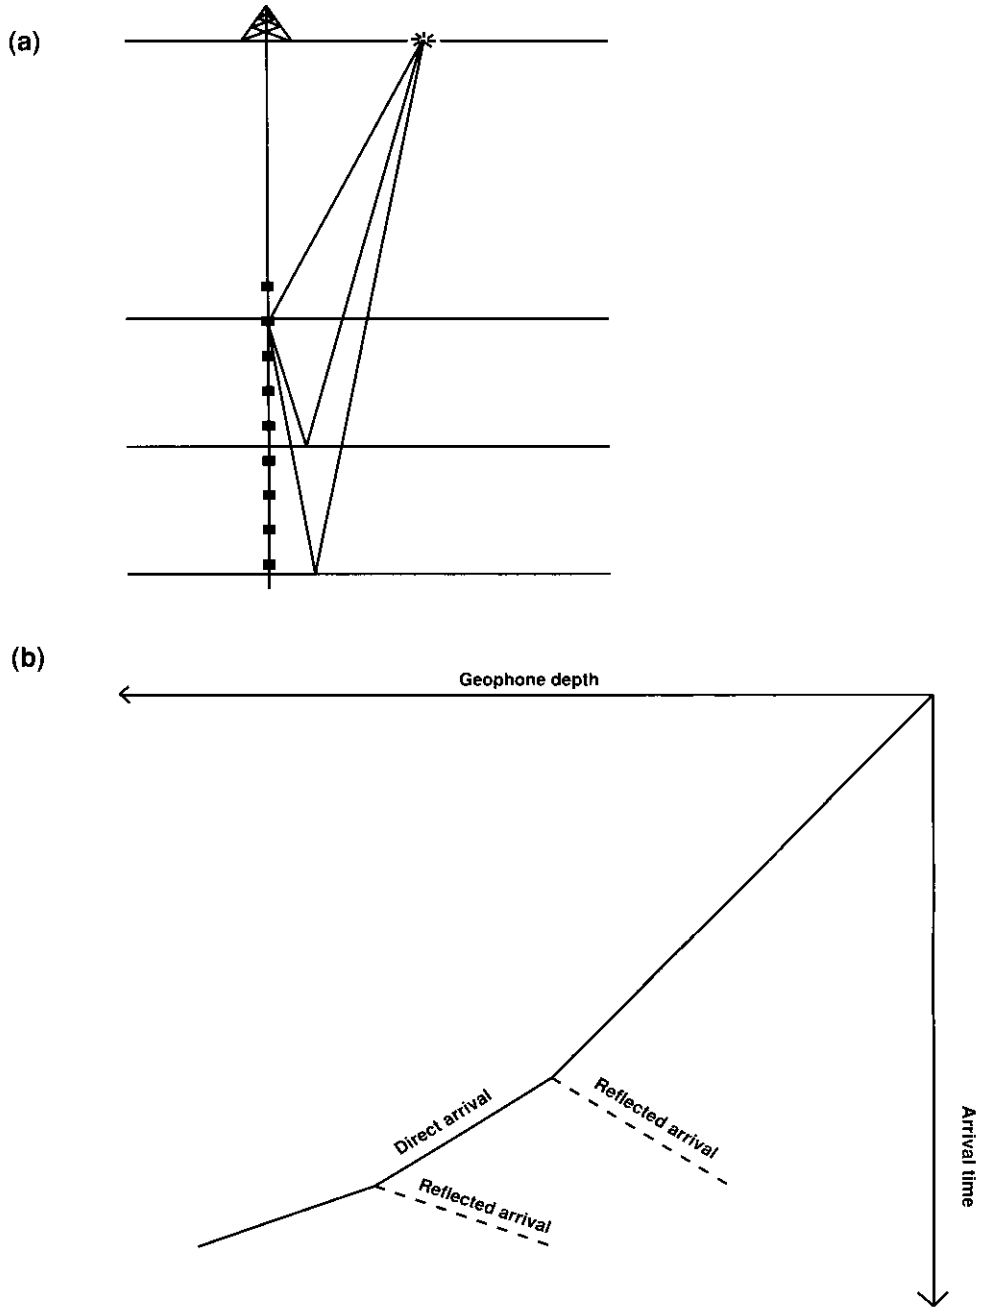 (a)
(b)
Geophone depth
Direct arrival
Reflected arrival
Reflected arrival
Arrival time